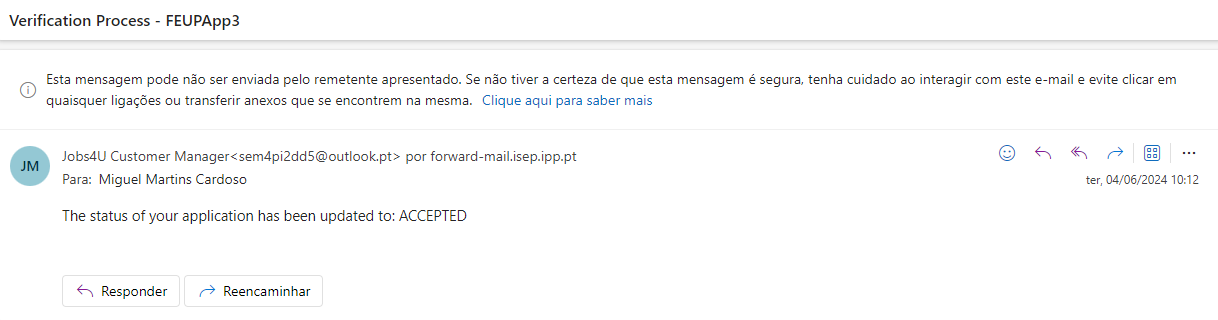 Verification Process - FEUPApp3
Esta mensagem pode não ser enviada pelo remetente apresentado. Se não tiver a certeza de que esta mensagem é segura, tenha cuidado ao interagir com este e-mail e evite clicar em
quaisquer ligações ou transferir anexos que se encontrem na mesma. Clique aqui para saber mais
JM
Jobs4U Customer Manager<sem4pi2dd5@outlook.pt> por forward-mail.isep.ipp.pt
Para: Miguel Martins Cardoso
ter, 04/06/2024 10:12
The status of your application has been updated to: ACCEPTED
Responder
Reencaminhar